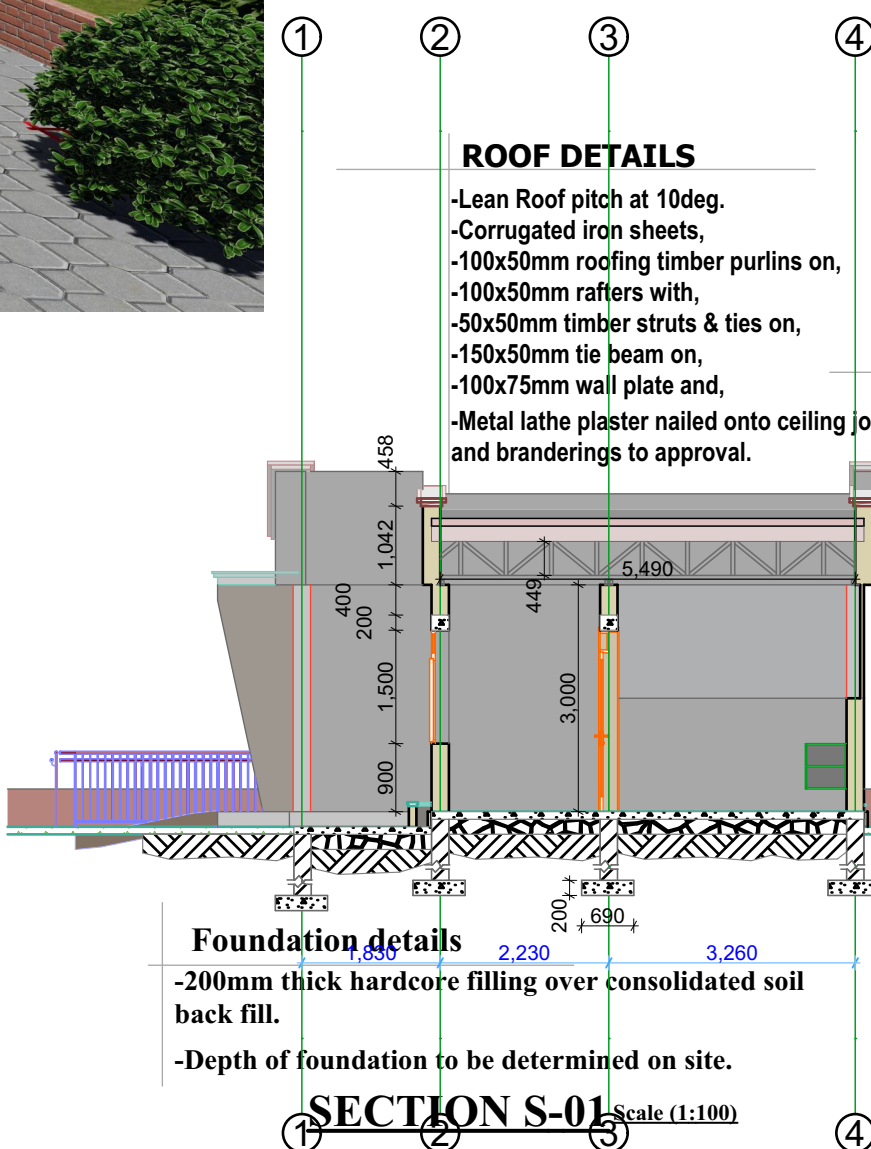 1 2 3 4
ROOF DETAILS
-Lean Roof pitch at 10deg.
-Corrugated iron sheets,
-100x50mm roofing timber purlins on,
-100x50mm rafters with,
-50x50mm timber struts & ties on,
-150x50mm tie beam on,
-100x75mm wall plate and,
-Metal lathe plaster nailed onto ceiling jo
and branderings to approval.
458
1,042
400
200
1,500
900
449
5,490
3,000
200
690
Foundation details
1,830 2,230 3,260
-200mm thick hardcore filling over consolidated soil
back fill.
-Depth of foundation to be determined on site.
SECTION S-01 Scale (1:100)
1 2 3 4